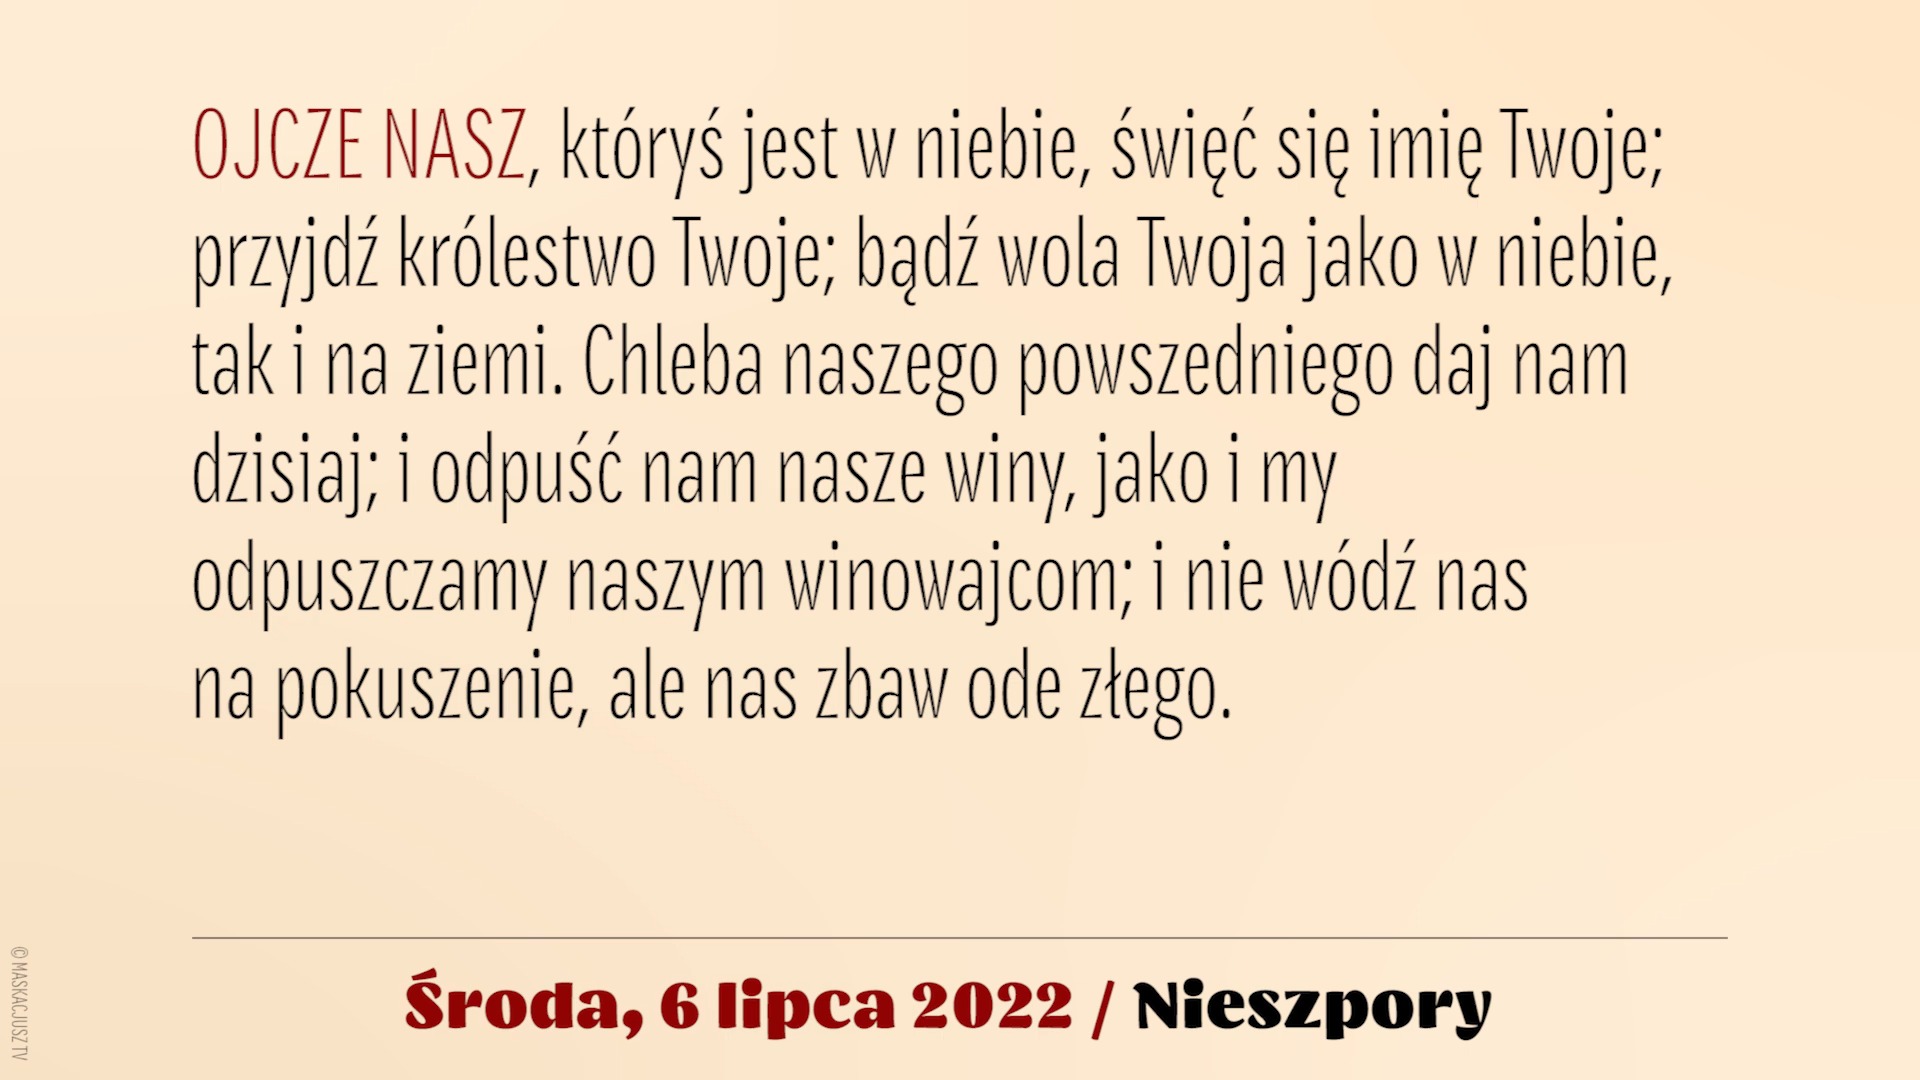 OJCZE NASZ, któryś jest w niebie, święć się imię Twoje;
przyjdź królestwo Twoje; bądź wola Twoja jako w niebie,
tak i na ziemi. Chleba naszego powszedniego daj nam
dzisiaj; i odpuść nam nasze winy, jako i my
odpuszczamy naszym winowajcom; i nie wódź nas
na pokuszenie, ale nas zbaw ode złego.
Środa, 6 lipca 2022 / Nieszpory
© MASKACJUSZ TV